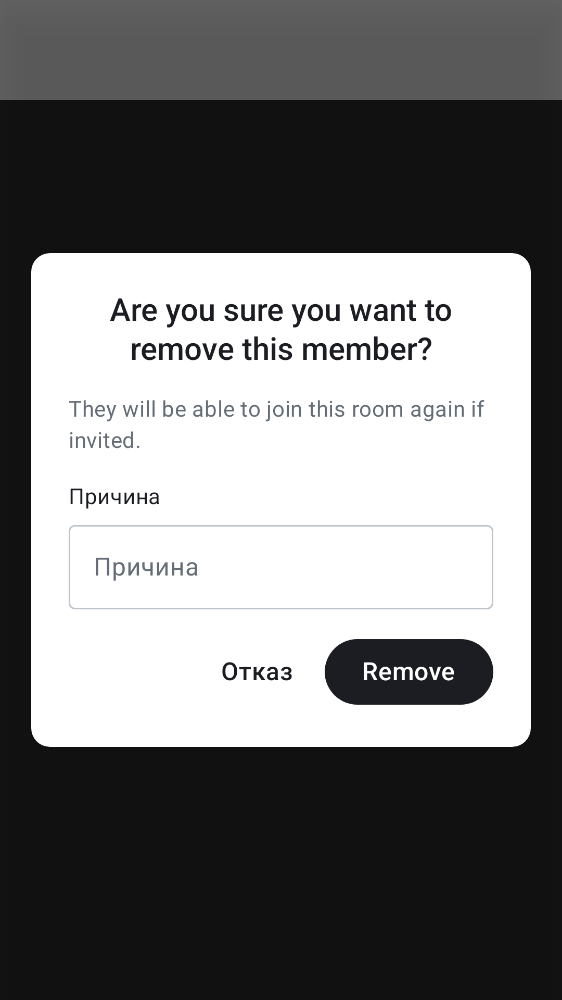 Are you sure you want to
remove this member?
They will be able to join this room again if
invited.
Причина
Причина
Отказ
Remove